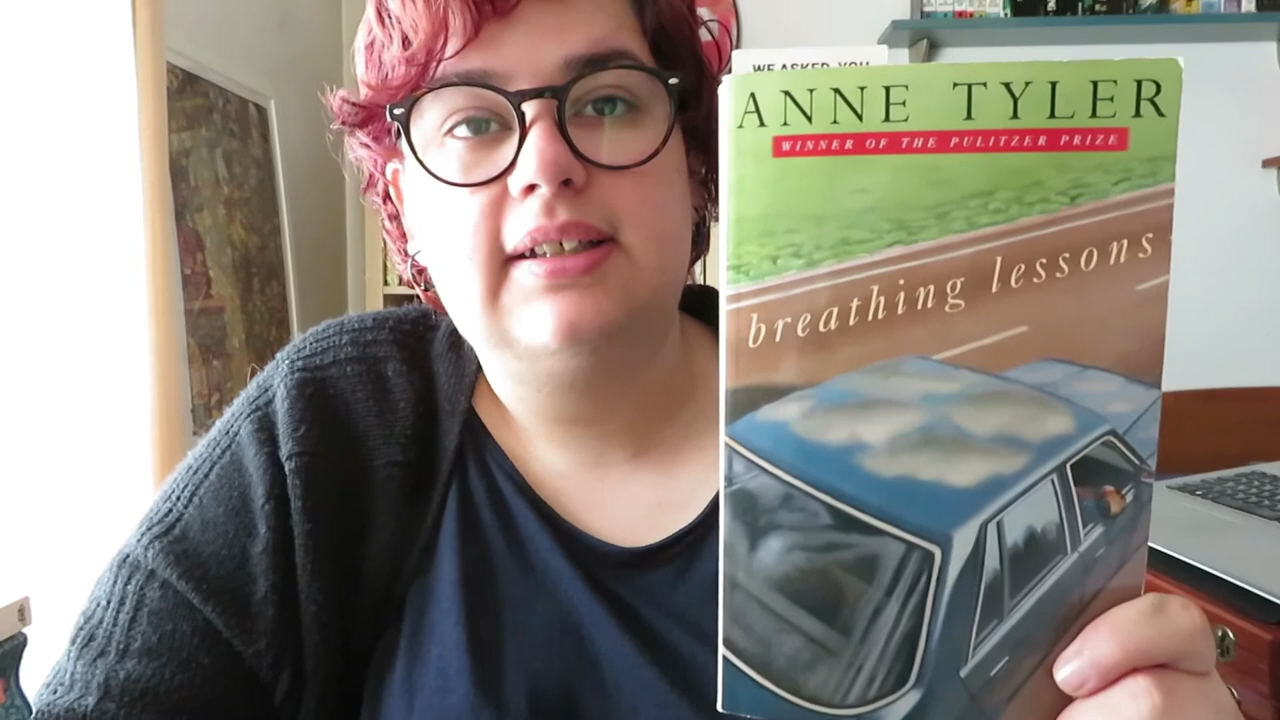 WE ASKED, YOU
ANNE TYLER
WINNER OF THE PULITZER PRIZE
breathing lessons